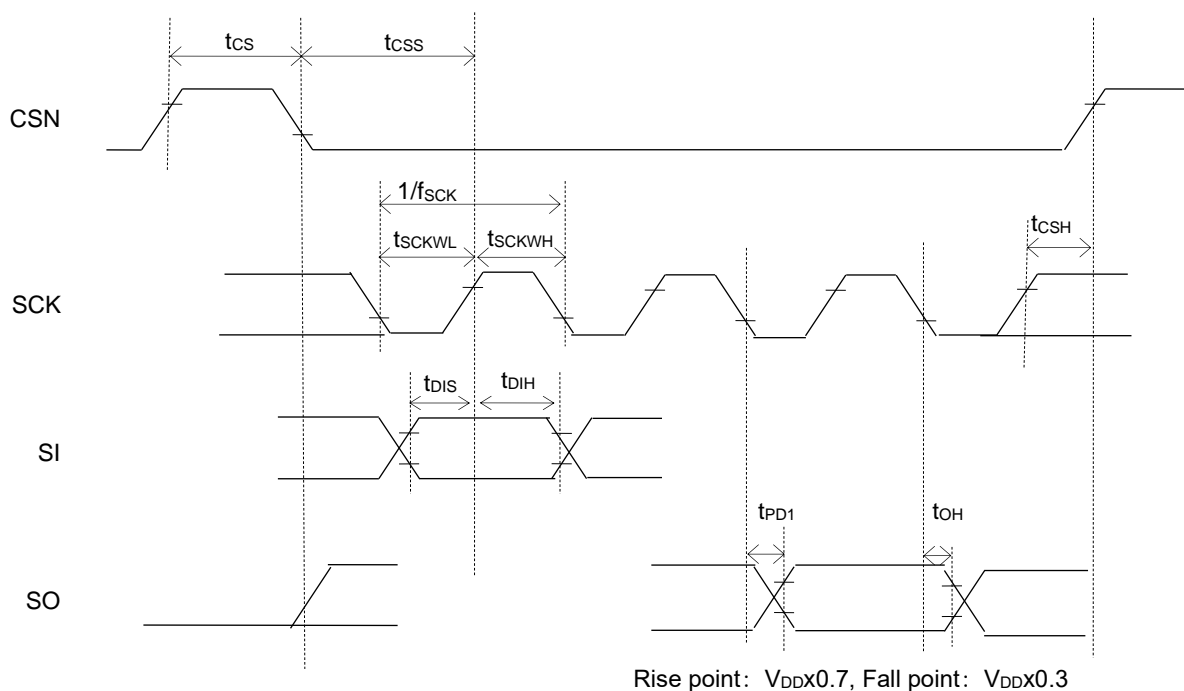 tCS
tCSS
CSN
1/fSCK
tSCKWL
tSCKWH
tCSH
SCK
tDIS
tDIH
SI
tPD1
tOH
SO
Rise point: VDDx0.7, Fall point: VDDx0.3